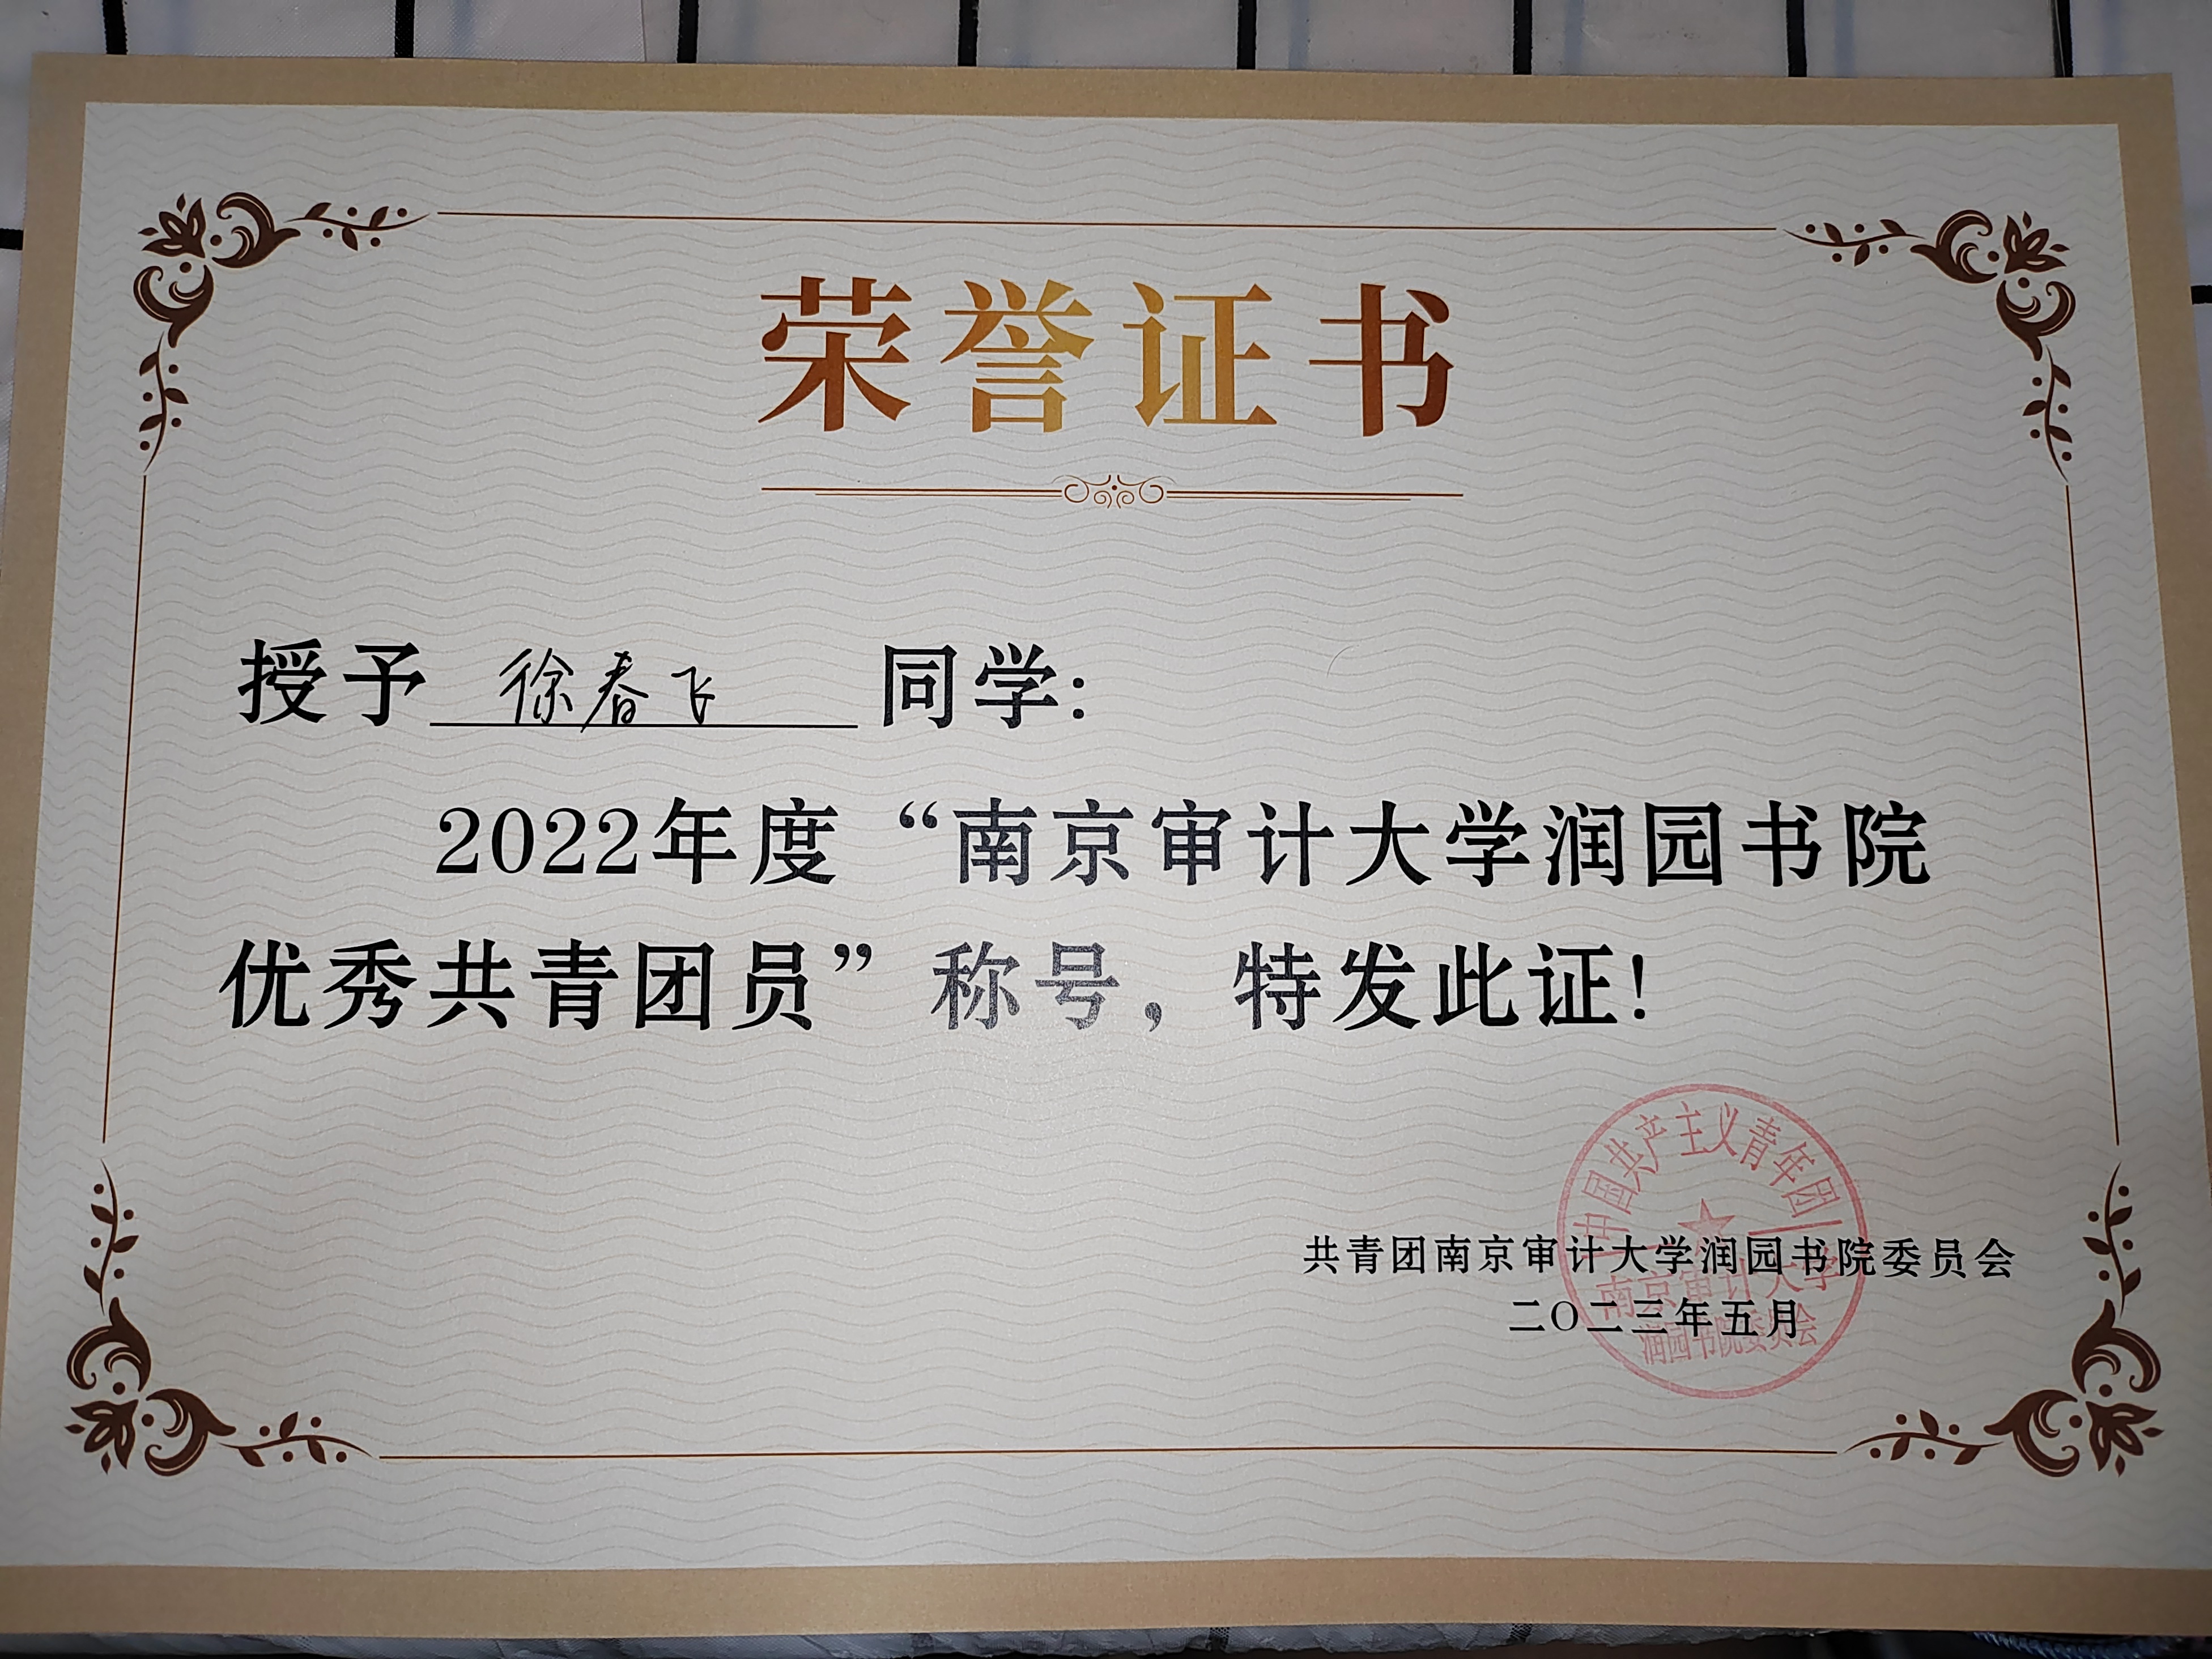 荣誉证书
授予 徐春飞 同学:
2022年度“南京审计大学润园书院
优秀共青团员”称号，特发此证!
中国共产主义青年团
共青团南京审计大学润园书院委员会
南京审计大学
二〇二三年五月
润园书院委员会